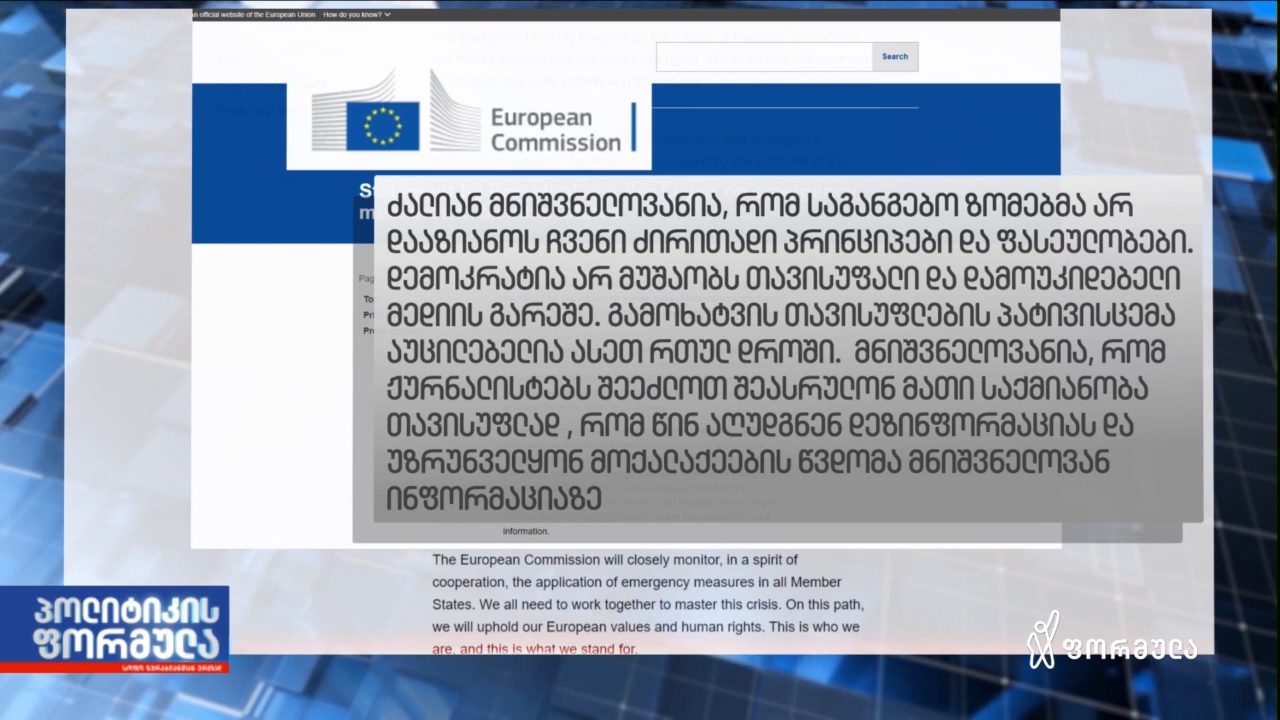 n official website of the European Union How do you know?
Search
European
Commission
ძალიან მნიშვნელოვანია, რომ საგანგებო ზომებმა არ
დააზიანოს ჩვენი ძირითადი პრინციპები და ფასეულობები.
დემოკრატია არ მუშაობს თავისუფალი და დამოუკიდებელი
მედიის გარეშე. გამოხატვის თავისუფლების პატივისცემა
აუცილებელია ასეთ რთულ დროში. მნიშვნელოვანია, რომ
ჟურნალისტებს შეეძლოთ შეასრულონ მათი საქმიანობა
თავისუფლად , რომ წინ აღუდგნენ დეზინფორმაციას და
უზრუნველყონ მოქალაქეების წვდომა მნიშვნელოვან
ინფორმაციაზე
information.
The European Commission will closely monitor, in a spirit of
cooperation, the application of emergency measures in all Member
States. We all need to work together to master this crisis. On this path,
we will uphold our European values and human rights. This is who we
are, and this is what we stand for.
პოლიტიკის
ფორმულა
ფორმულა